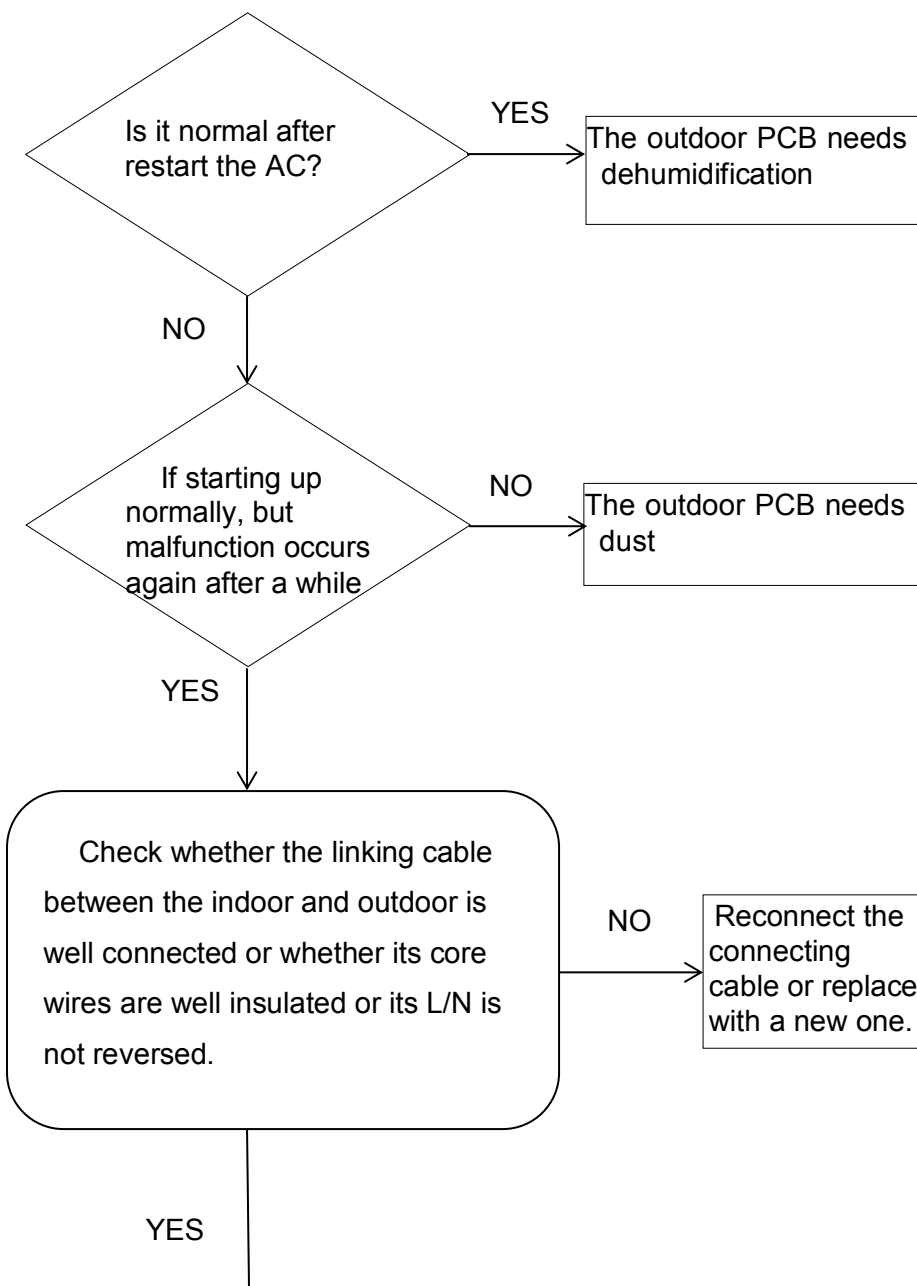 Is it normal after
restart the AC?
YES
The outdoor PCB needs
dehumidification
NO
If starting up
normally, but
malfunction occurs
again after a while
NO
The outdoor PCB needs
dust
YES
Check whether the linking cable
between the indoor and outdoor is
well connected or whether its core
wires are well insulated or its L/N is
not reversed.
NO
Reconnect the
connecting
cable or replace
with a new one.
YES